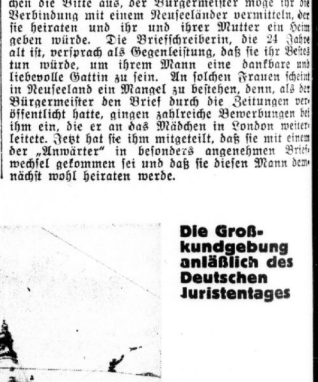 chen die Bitte aus, der Bürgermeister möge ihr die
Verbindung mit einem Neuseeländer vermitteln, der
sie heiraten und ihr und ihrer Mutter ein Heim
geben würde. Die Briefschreiberin, die 24 Jahre
alt ist, versprach als Gegenleistung, daß sie ihr Bestes
tun würde, um ihrem Mann eine dankbare und
liebevolle Gattin zu sein. An solchen Frauen scheint
in Neuseeland ein Mangel zu bestehen, denn, als der
Bürgermeister den Brief durch die Zeitungen ver-
öffentlicht hatte, gingen zahlreiche Bewerbungen bei
ihm ein, die er an das Mädchen in London weiter-
leitete. Jetzt hat sie ihm mitgeteilt, daß sie mit einem
der „Anwärter“ in besonders angenehmen Brief-
wechsel gekommen sei und daß sie diesen Mann dem-
nächst wohl heiraten werde.
Die Groß-
kundgebung
anläßlich des
Deutschen
Juristentages